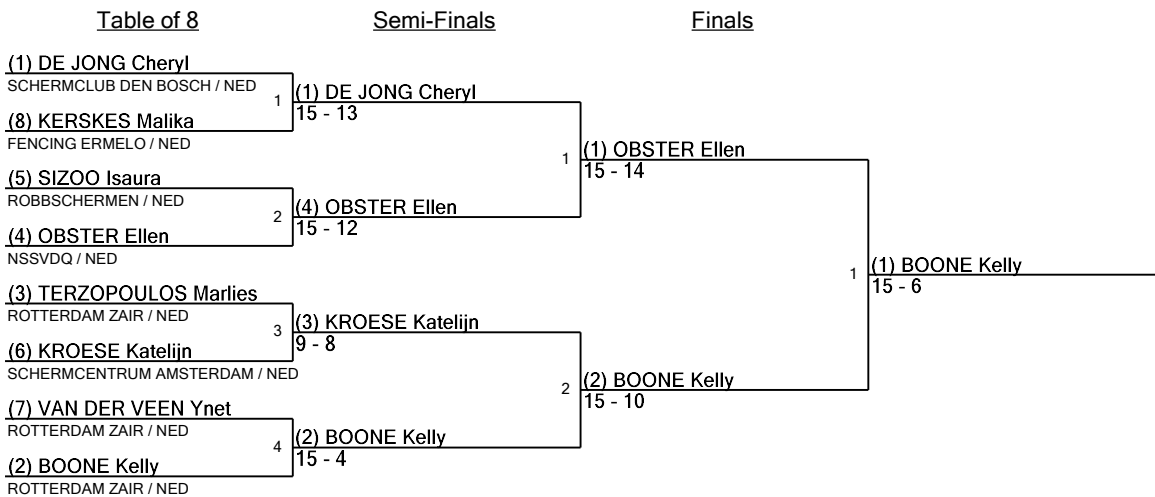 Table of 8
Semi-Finals
Finals
(1) DE JONG Cheryl
SCHERMCLUB DEN BOSCH / NED
1
(8) KERSKES Malika
FENCING ERMELO / NED
(5) SIZOO Isaura
ROBBSCHERMEN / NED
2
(4) OBSTER Ellen
NSSVDQ / NED
(3) TERZOPOULOS Marlies
ROTTERDAM ZAIR / NED
3
(6) KROESE Katelijn
SCHERMCENTRUM AMSTERDAM / NED
(7) VAN DER VEEN Ynet
ROTTERDAM ZAIR / NED
4
(2) BOONE Kelly
ROTTERDAM ZAIR / NED
(1) DE JONG Cheryl
15 - 13
1
(4) OBSTER Ellen
15 - 12
(3) KROESE Katelijn
9 - 8
2
(2) BOONE Kelly
15 - 4
(1) OBSTER Ellen
15 - 14
1
(2) BOONE Kelly
15 - 10
(1) BOONE Kelly
15 - 6